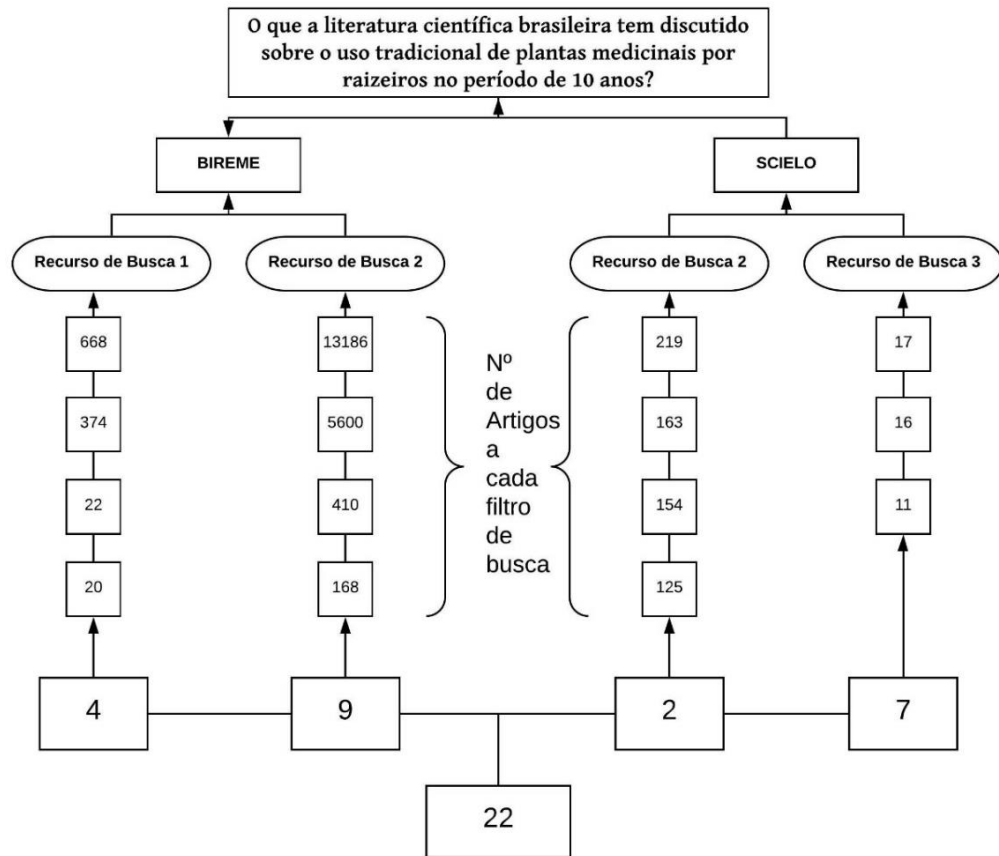 O que a literatura científica brasileira tem discutido
sobre o uso tradicional de plantas medicinais por
raizeiros no período de 10 anos?
BIREME
SCIELO
Recurso de Busca 1
Recurso de Busca 2
Recurso de Busca 2
Recurso de Busca 3
668
13186
219
17
374
5600
163
16
22
410
154
11
20
168
125
Nº
de
Artigos
a
cada
filtro
de
busca
4
9
2
7
22